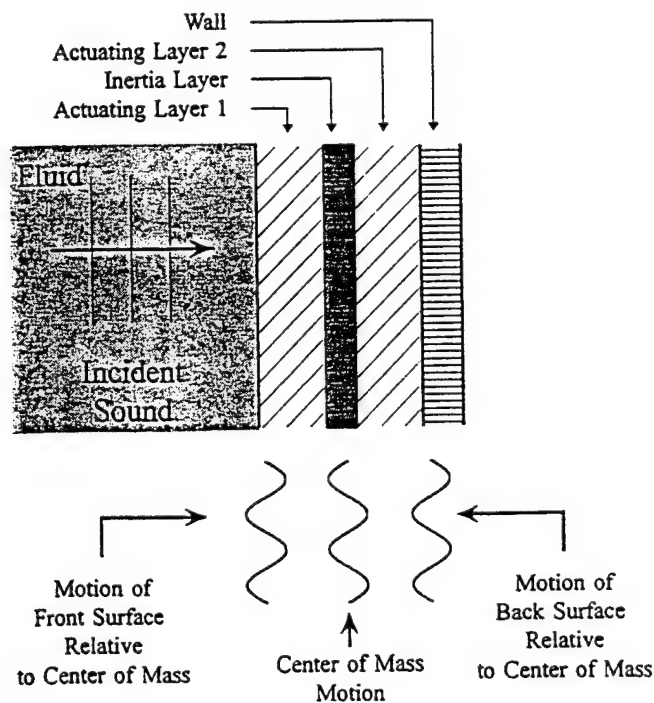 Wall
Actuating Layer 2
Inertia Layer
Actuating Layer 1
Fluid
Incident
Sound
Motion of
Front Surface
Relative
to Center of Mass
Center of Mass
Motion
Motion of
Back Surface
Relative
to Center of Mass